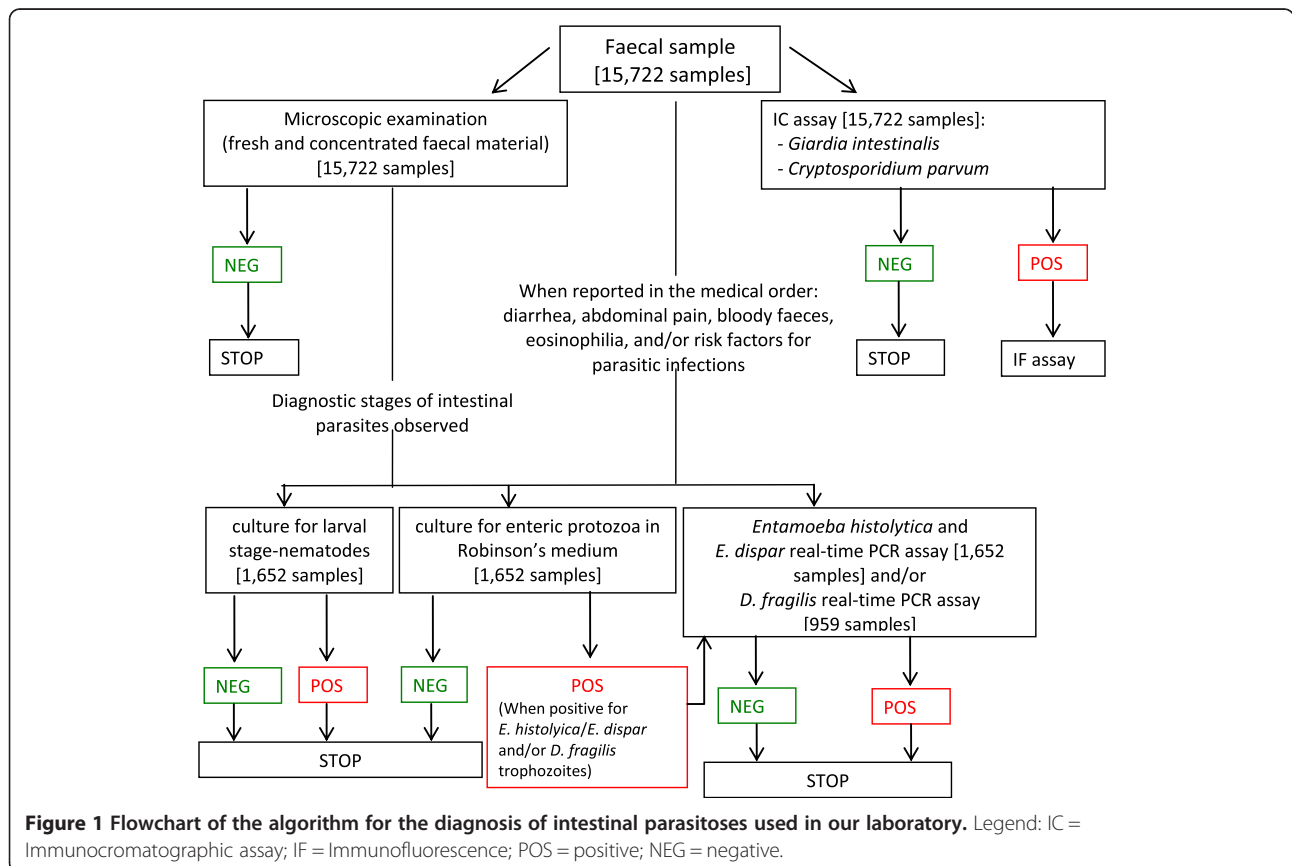 Faecal sample
[15,722 samples]
Microscopic examination
(fresh and concentrated faecal material)
[15,722 samples]
IC assay [15,722 samples]:
- Giardia intestinalis
- Cryptosporidium parvum
NEG
STOP
NEG
POS
STOP
IF assay
When reported in the medical order:
diarrhea, abdominal pain, bloody faeces,
eosinophilia, and/or risk factors for
parasitic infections
Diagnostic stages of intestinal
parasites observed
culture for larval
stage-nematodes
[1,652 samples]
culture for enteric protozoa in
Robinson's medium
[1,652 samples]
Entamoeba histolytica and
E. dispar real-time PCR assay [1,652
samples] and/or
D. fragilis real-time PCR assay
[959 samples]
NEG
POS
NEG
POS
(When positive for
E. histolyica/E. dispar
and/or D. fragilis
trophozoites)
NEG
POS
STOP
STOP
Figure 1 Flowchart of the algorithm for the diagnosis of intestinal parasitoses used in our laboratory. Legend: IC =
Immunocromatographic assay; IF = Immunofluorescence; POS = positive; NEG = negative.